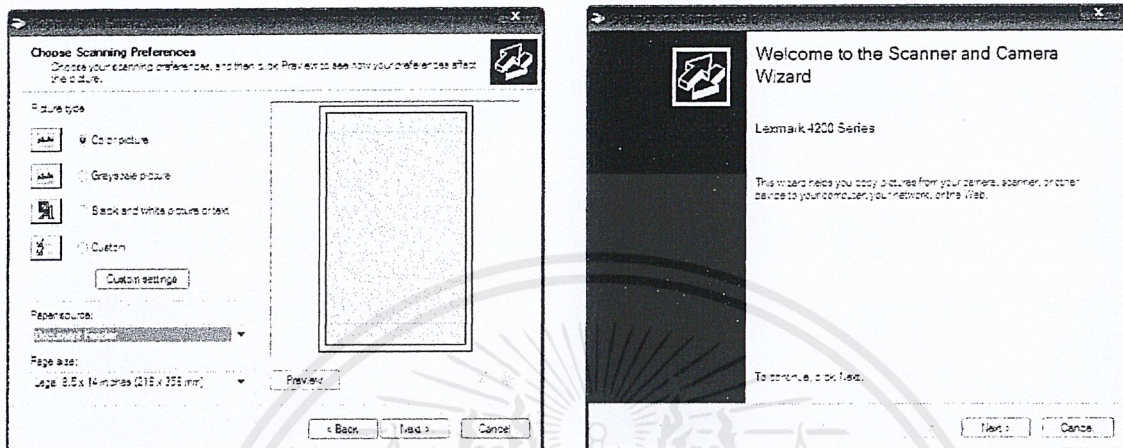 Choose Scanning Preferences
Choose your scanning preferences, and then click Preview to see how your preferences affect
the picture.
Picture type
Color picture
Grayscale picture
Black and white picture or text
Custom
Custom settings
Paper source:
Page size:
Legal 8.5 x 14 inches (216 x 356 mm)
Preview
< Back
Next >
Cancel
Welcome to the Scanner and Camera
Wizard
Lexmark 4200 Series
This wizard helps you copy pictures from your camera, scanner, or other
device to your computer, your network, or the Web.
To continue, click Next.
Next >
Cancel